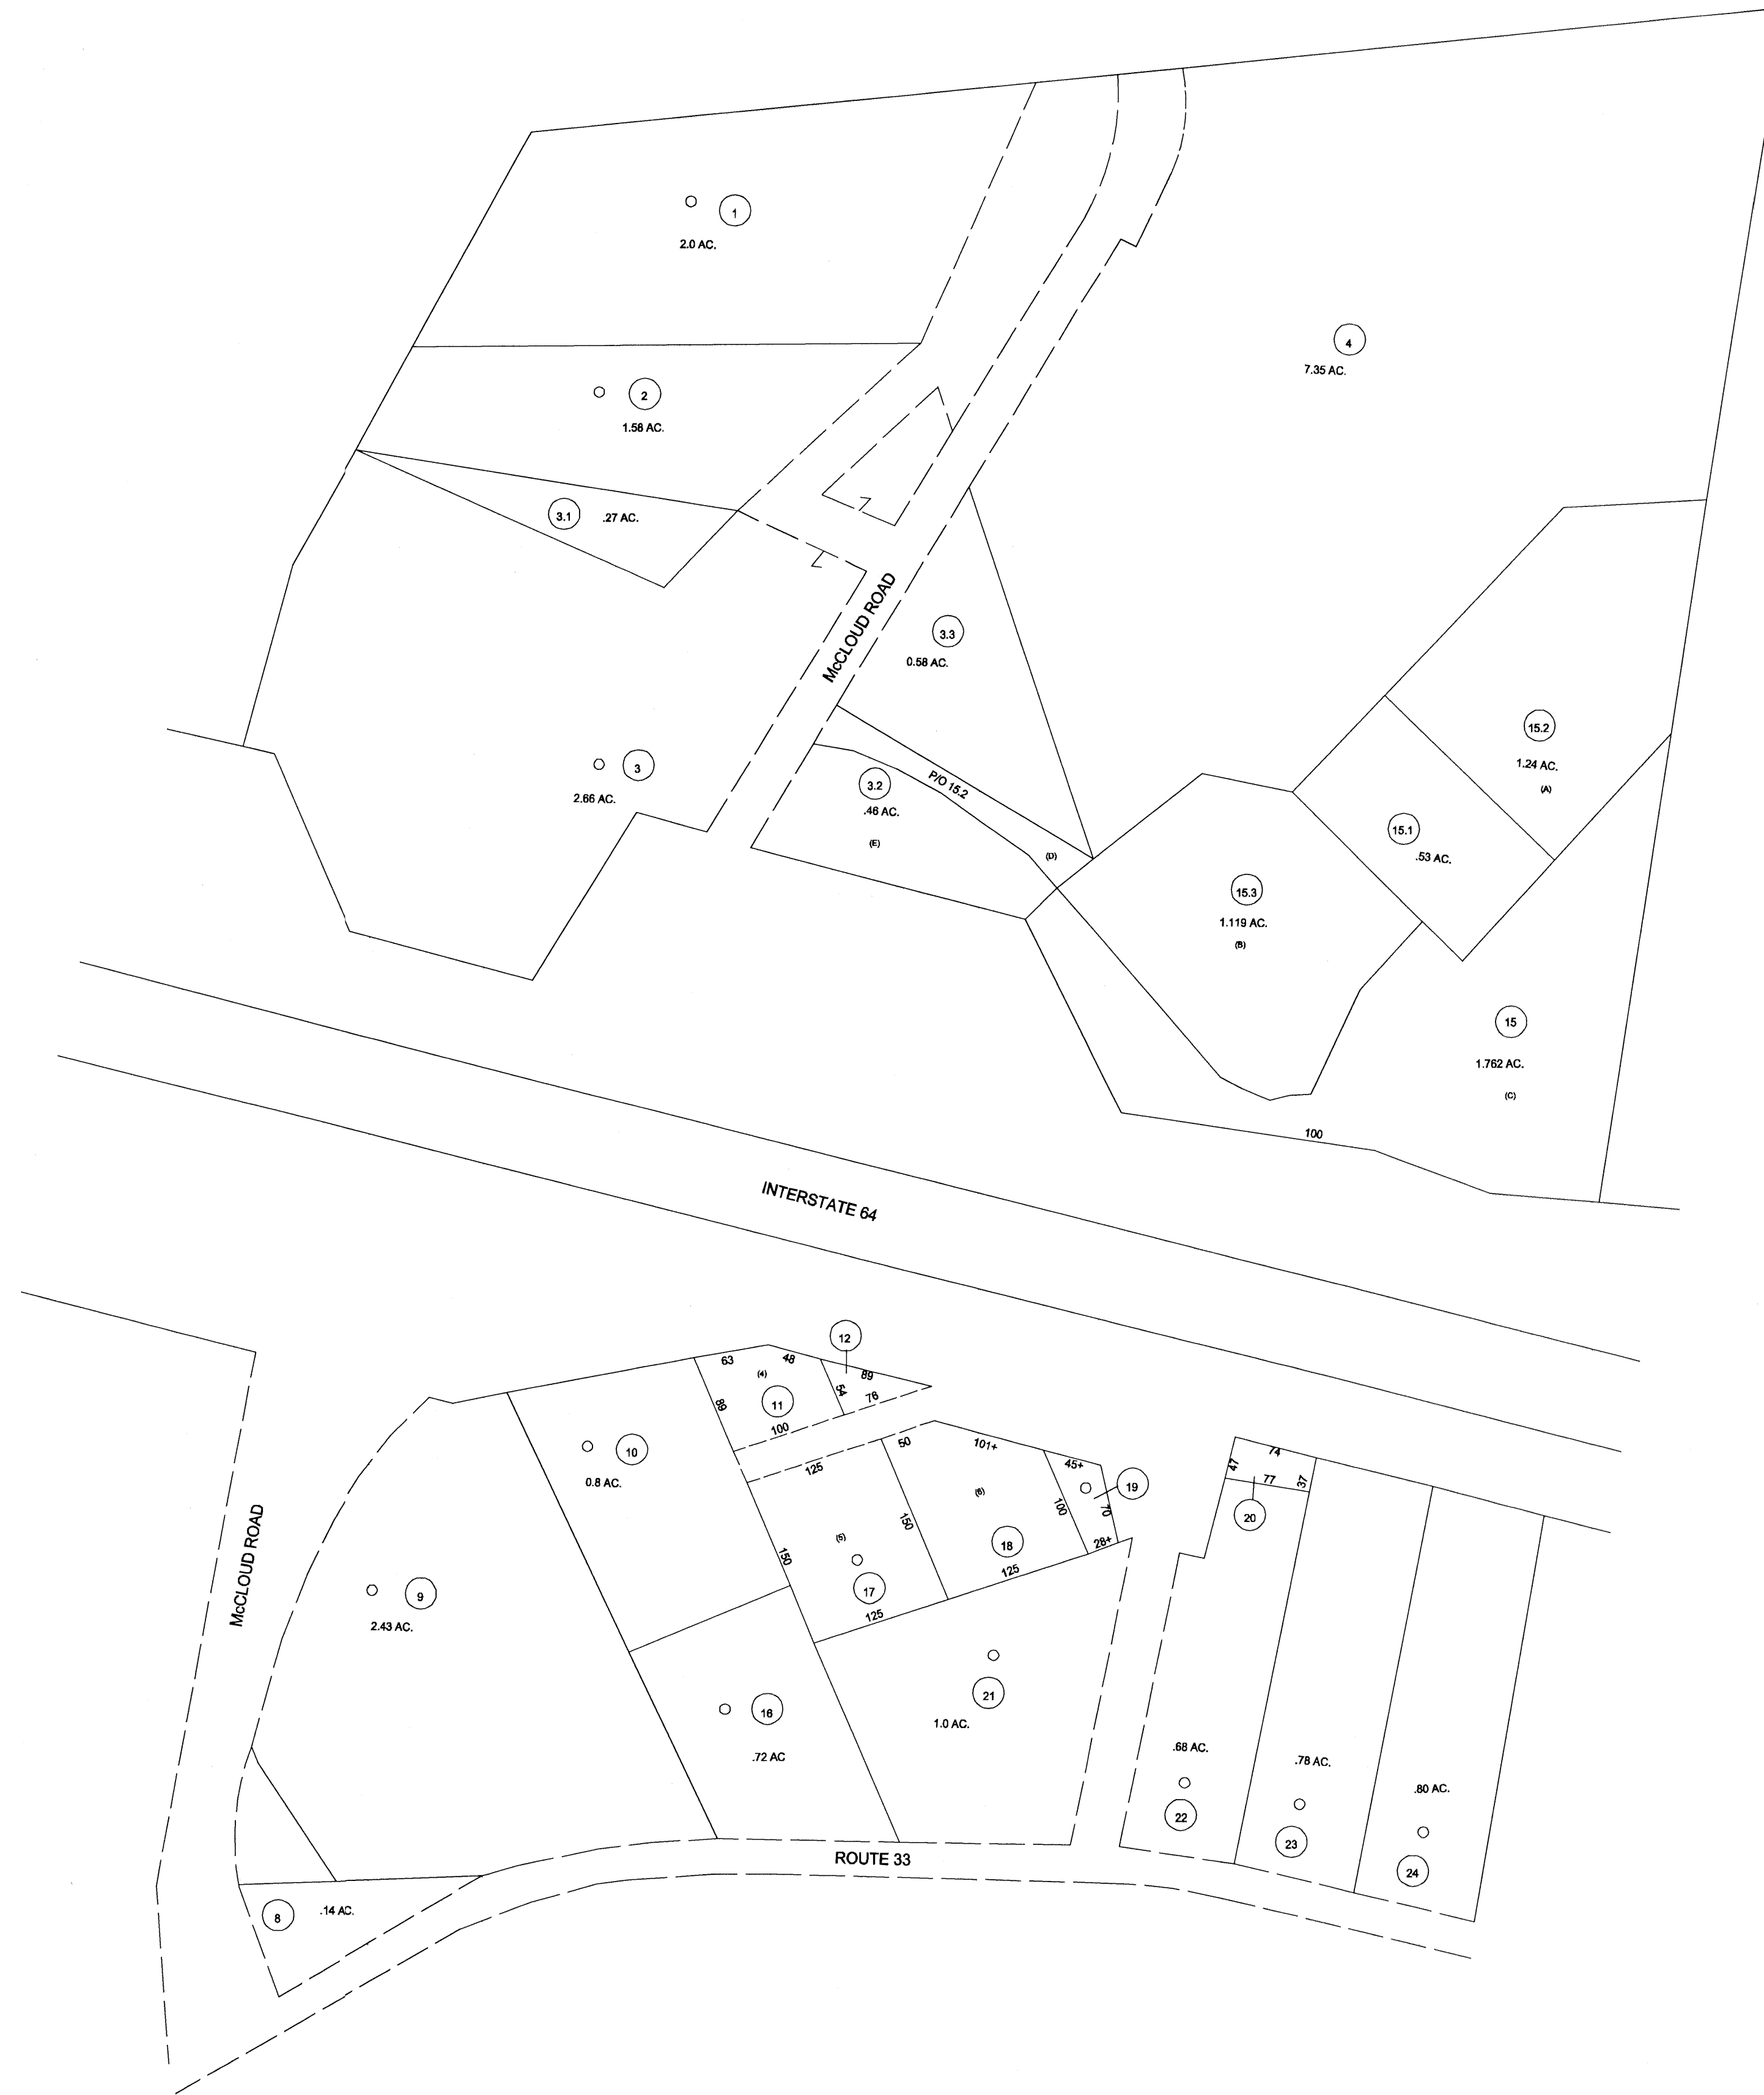 1
2.0 AC.
4
7.35 AC.
2
1.58 AC.
3.1
.27 AC.
McCLOUD ROAD
3.3
0.58 AC.
3
2.66 AC.
3.2
.46 AC.
(E)
P/O 15.2
(D)
15.2
1.24 AC.
(A)
15.1
.53 AC.
15.3
1.119 AC.
(B)
15
1.762 AC.
(C)
100
INTERSTATE 64
12
63
48
89
(4)
11
89
54
76
100
10
0.8 AC.
125
50
101+
45+
19
(6)
100
70
150
150
(5)
18
28+
125
17
125
74
47
77
37
20
McCLOUD ROAD
9
2.43 AC.
16
.72 AC
21
1.0 AC.
.68 AC.
22
.78 AC.
23
.80 AC.
24
ROUTE 33
8
.14 AC.